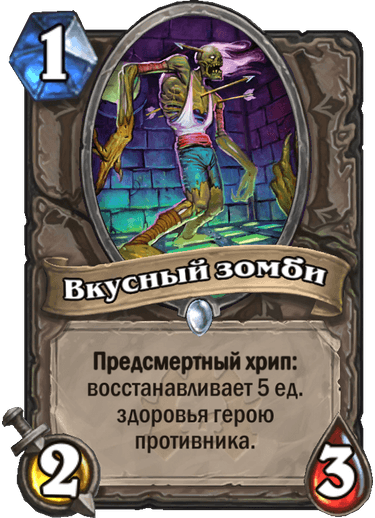 1
Вкусный зомби
Предсмертный хрип:
восстанавливает 5 ед.
здоровья герою
противника.
2
3